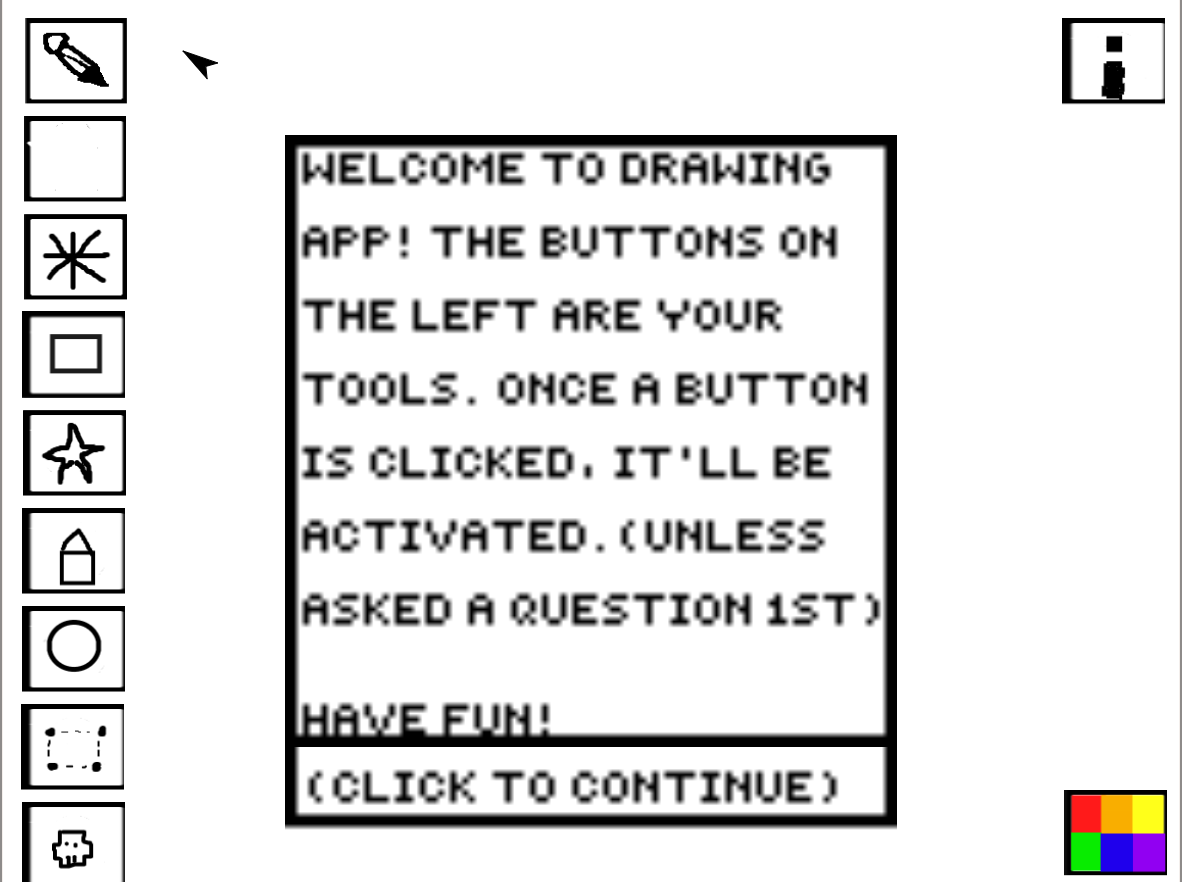 WELCOME TO DRAWING
APP! THE BUTTONS ON
THE LEFT ARE YOUR
TOOLS. ONCE A BUTTON
IS CLICKED, IT'LL BE
ACTIVATED.(UNLESS
ASKED A QUESTION 1ST)
HAVE FUN!
(CLICK TO CONTINUE)